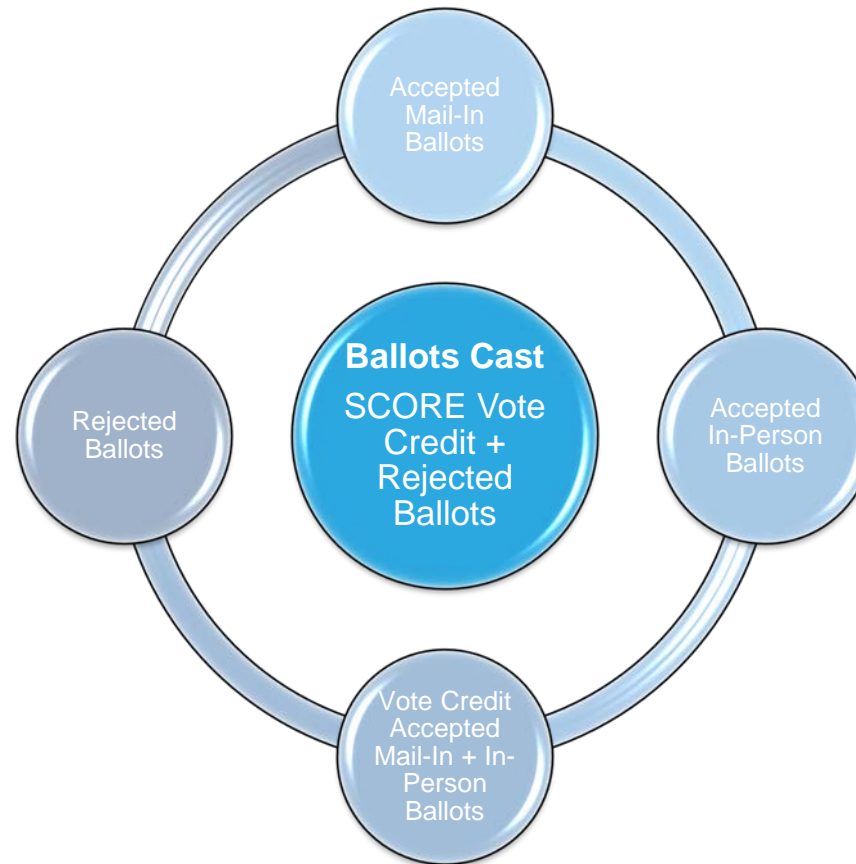 Accepted
Mail-In
Ballots
Ballots Cast
SCORE Vote
Credit +
Rejected
Ballots
Rejected
Ballots
Accepted
In-Person
Ballots
Vote Credit
Accepted
Mail-In + In-
Person
Ballots